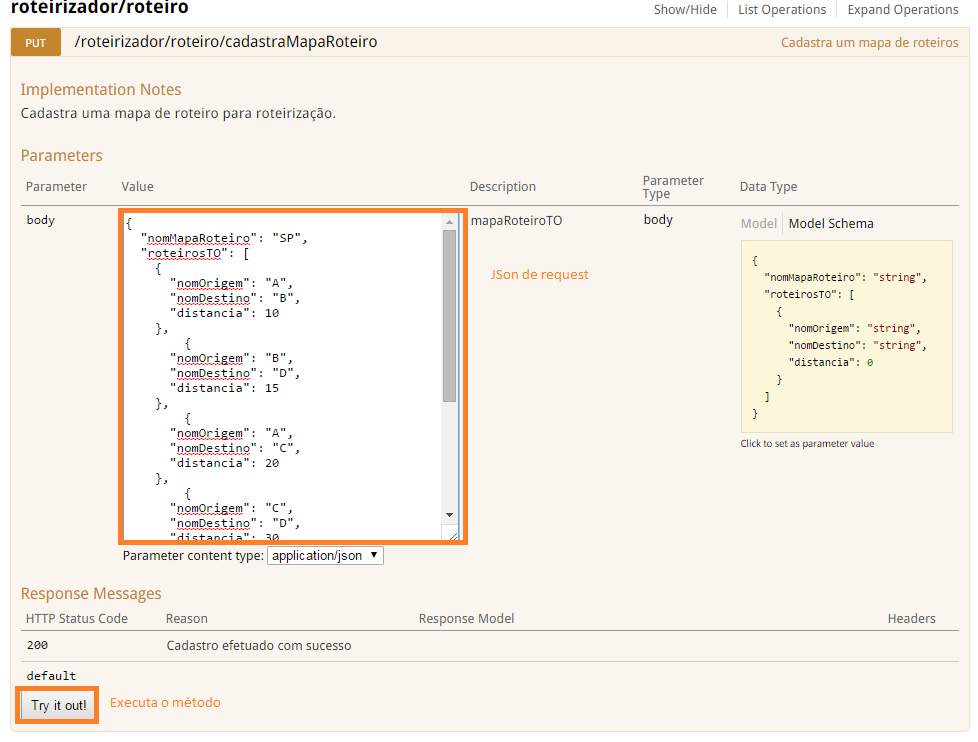 roteirizador/roteiro
Show/Hide List Operations Expand Operations
PUT /roteirizador/roteiro/cadastraMapaRoteiro Cadastra um mapa de roteiros
Implementation Notes
Cadastra uma mapa de roteiro para roteirização.
Parameters
Parameter Value Description Parameter Type Data Type
body
{
"nomMapaRoteiro": "SP",
"roteirosTO": [
{
"nomOrigem": "A",
"nomDestino": "B",
"distancia": 10
},
{
"nomOrigem": "B",
"nomDestino": "D",
"distancia": 15
},
{
"nomOrigem": "A",
"nomDestino": "C",
"distancia": 20
},
{
"nomOrigem": "C",
"nomDestino": "D",
"distancia": 30
mapaRoteiroTO
JSon de request
body
Model Model Schema
{
"nomMapaRoteiro": "string",
"roteirosTO": [
{
"nomOrigem": "string",
"nomDestino": "string",
"distancia": 0
}
]
}
Click to set as parameter value
Parameter content type: application/json
Response Messages
HTTP Status Code Reason Response Model Headers
200 Cadastro efetuado com sucesso
default
Try it out! Executa o método